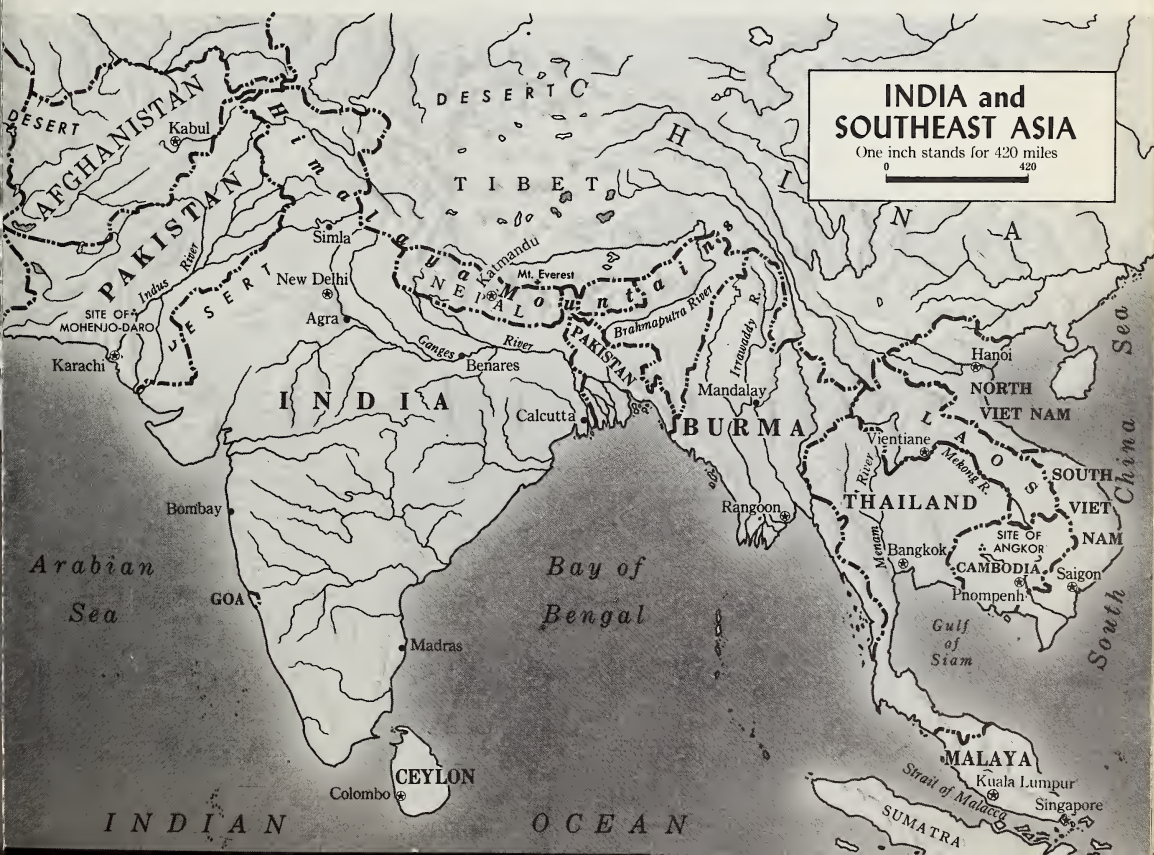 INDIA and
SOUTHEAST ASIA
One inch stands for 420 miles
0 420
DESERT
AFGHANISTAN
Kabul
PAKISTAN
Indus River
SITE OF
MOHENJO-DARO
Karachi
DESERT
Himalaya Mountains
Simla
New Delhi
Agra
DESERT
TIBET
CHINA
NEPAL
Katmandu
Mt. Everest
Ganges River
Benares
Brahmaputra River
PAKISTAN
INDIA
Calcutta
Irrawaddy R.
Mandalay
BURMA
Rangoon
Hanoi
NORTH
VIET NAM
LAOS
Vientiane
Mekong R.
SOUTH
VIET
NAM
THAILAND
Menam River
Bangkok
SITE OF
ANGKOR
CAMBODIA
Pnompenh
Saigon
Gulf
of
Siam
South China Sea
Bombay
GOA
Madras
Arabian
Sea
Bay of
Bengal
CEYLON
Colombo
INDIAN OCEAN
MALAYA
Kuala Lumpur
Strait of Malacca
Singapore
SUMATRA